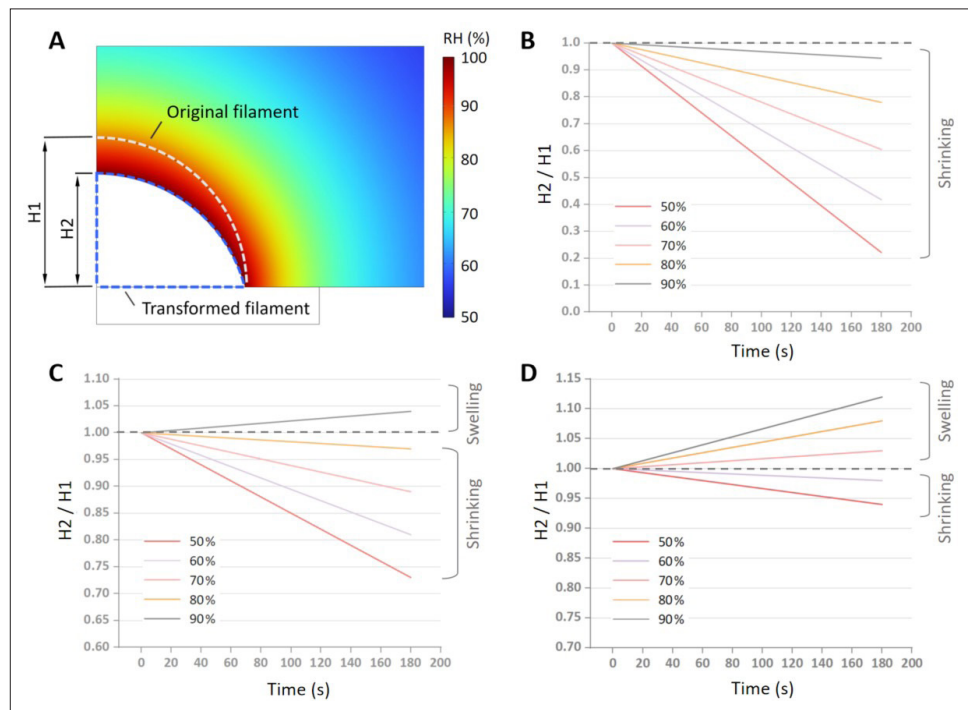 A
RH (%)
100
90
80
70
60
50
Original filament
H1
H2
Transformed filament
B
1.0
0.9
0.8
0.7
0.6
0.5
0.4
0.3
0.2
0.1
0.0
H2 / H1
50%
60%
70%
80%
90%
Shrinking
0 20 40 60 80 100 120 140 160 180 200
Time (s)
C
1.10
1.05
1.00
0.95
0.90
0.85
0.80
0.75
0.70
0.65
0.60
H2 / H1
50%
60%
70%
80%
90%
Swelling
Shrinking
0 20 40 60 80 100 120 140 160 180 200
Time (s)
D
1.15
1.10
1.05
1.00
0.95
0.90
0.85
0.80
0.75
0.70
H2 / H1
50%
60%
70%
80%
90%
Swelling
Shrinking
0 20 40 60 80 100 120 140 160 180 200
Time (s)